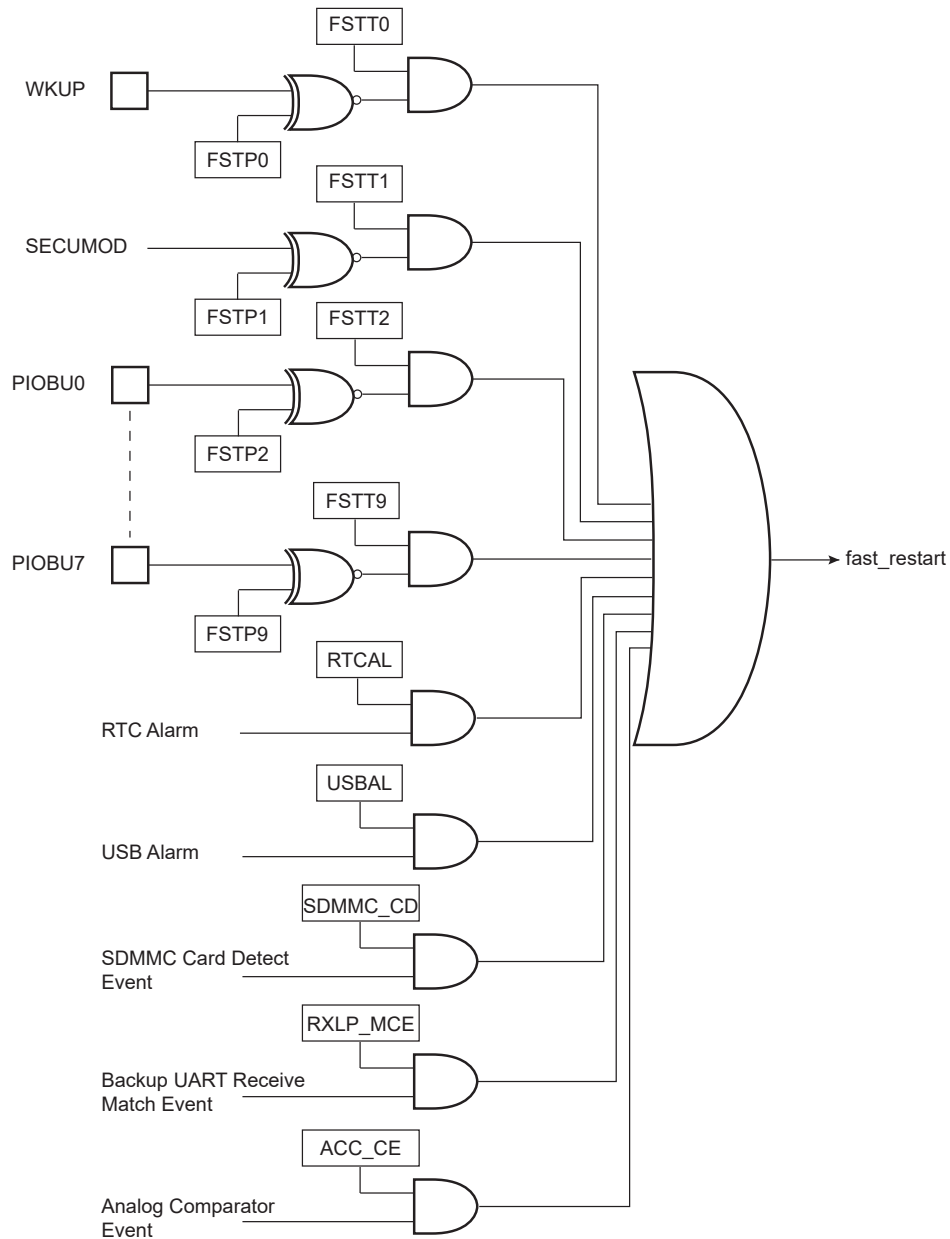 FSTT0
WKUP
FSTP0
FSTT1
SECUMOD
FSTP1
FSTT2
PIOBU0
FSTP2
FSTT9
PIOBU7
fast_restart
FSTP9
RTCAL
RTC Alarm
USBAL
USB Alarm
SDMMC_CD
SDMMC Card Detect
Event
RXLP_MCE
Backup UART Receive
Match Event
ACC_CE
Analog Comparator
Event